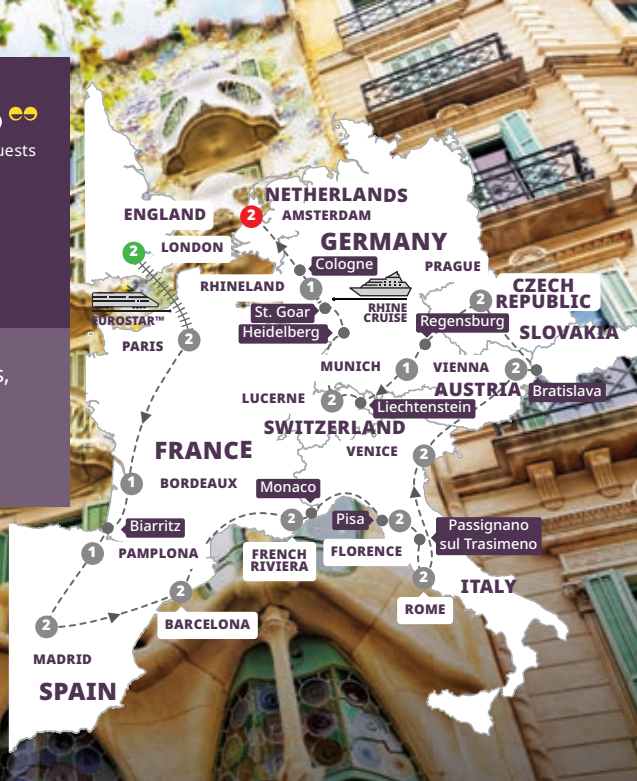 uests
s,
NETHERLANDS
ENGLAND
2
AMSTERDAM
2
LONDON
GERMANY
Cologne
PRAGUE
RHINELAND
1
CZECH
REPUBLIC
2
EUROSTAR™
St. Goar
RHINE
CRUISE
Heidelberg
Regensburg
SLOVAKIA
PARIS
2
MUNICH
1
VIENNA
2
AUSTRIA
Bratislava
LUCERNE
2
Liechtenstein
SWITZERLAND
FRANCE
VENICE
2
1
BORDEAUX
Monaco
Biarritz
2
Pisa
2
Passignano
sul Trasimeno
1
PAMPLONA
FRENCH
RIVIERA
FLORENCE
2
ITALY
2
ROME
BARCELONA
2
MADRID
SPAIN